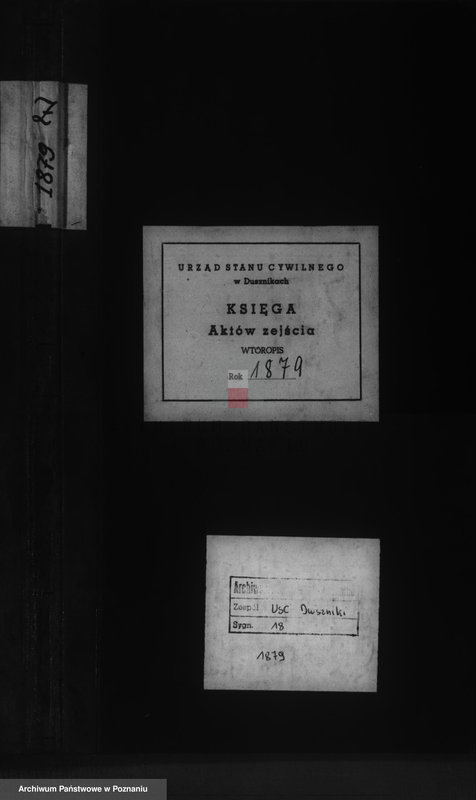 1879
URZĄD STANU CYWILNEGO
w Dusznikach
KSIĘGA
Aktów zejścia
WTOROPIS
Rok 1879
Archiw
Zespół USC Duszniki
Sygn. 18
1879
Archiwum Państwowe w Poznaniu